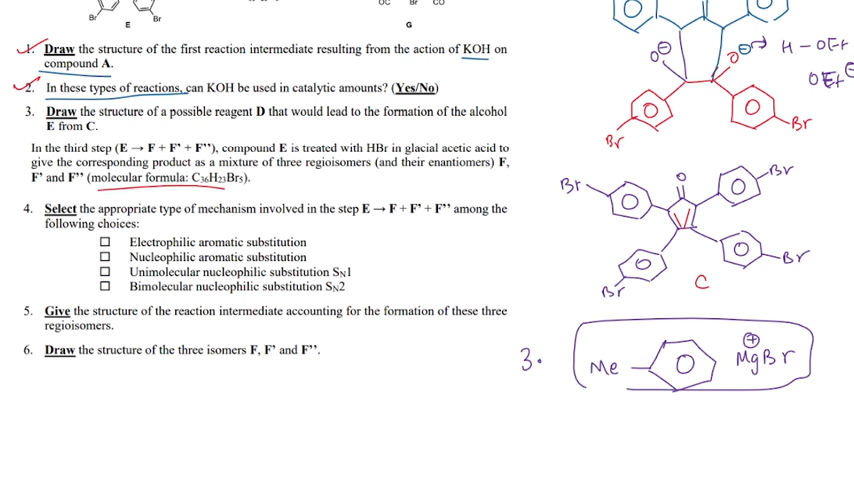 OC Br CO
Br E Br
G
1. Draw the structure of the first reaction intermediate resulting from the action of KOH on
compound A.
2. In these types of reactions, can KOH be used in catalytic amounts? (Yes/No)
3. Draw the structure of a possible reagent D that would lead to the formation of the alcohol
E from C.
In the third step (E → F + F' + F''), compound E is treated with HBr in glacial acetic acid to
give the corresponding product as a mixture of three regioisomers (and their enantiomers) F,
F' and F'' (molecular formula: C36H23Br5).
4. Select the appropriate type of mechanism involved in the step E → F + F' + F'' among the
following choices:
☐ Electrophilic aromatic substitution
☐ Nucleophilic aromatic substitution
☐ Unimolecular nucleophilic substitution SN1
☐ Bimolecular nucleophilic substitution SN2
5. Give the structure of the reaction intermediate accounting for the formation of these three
regioisomers.
6. Draw the structure of the three isomers F, F' and F''.
O⊖ O⊖ H – OEt
OEt⊖
Br Br
O
Br Br
Br Br
C
3. Me ⊕ MgBr